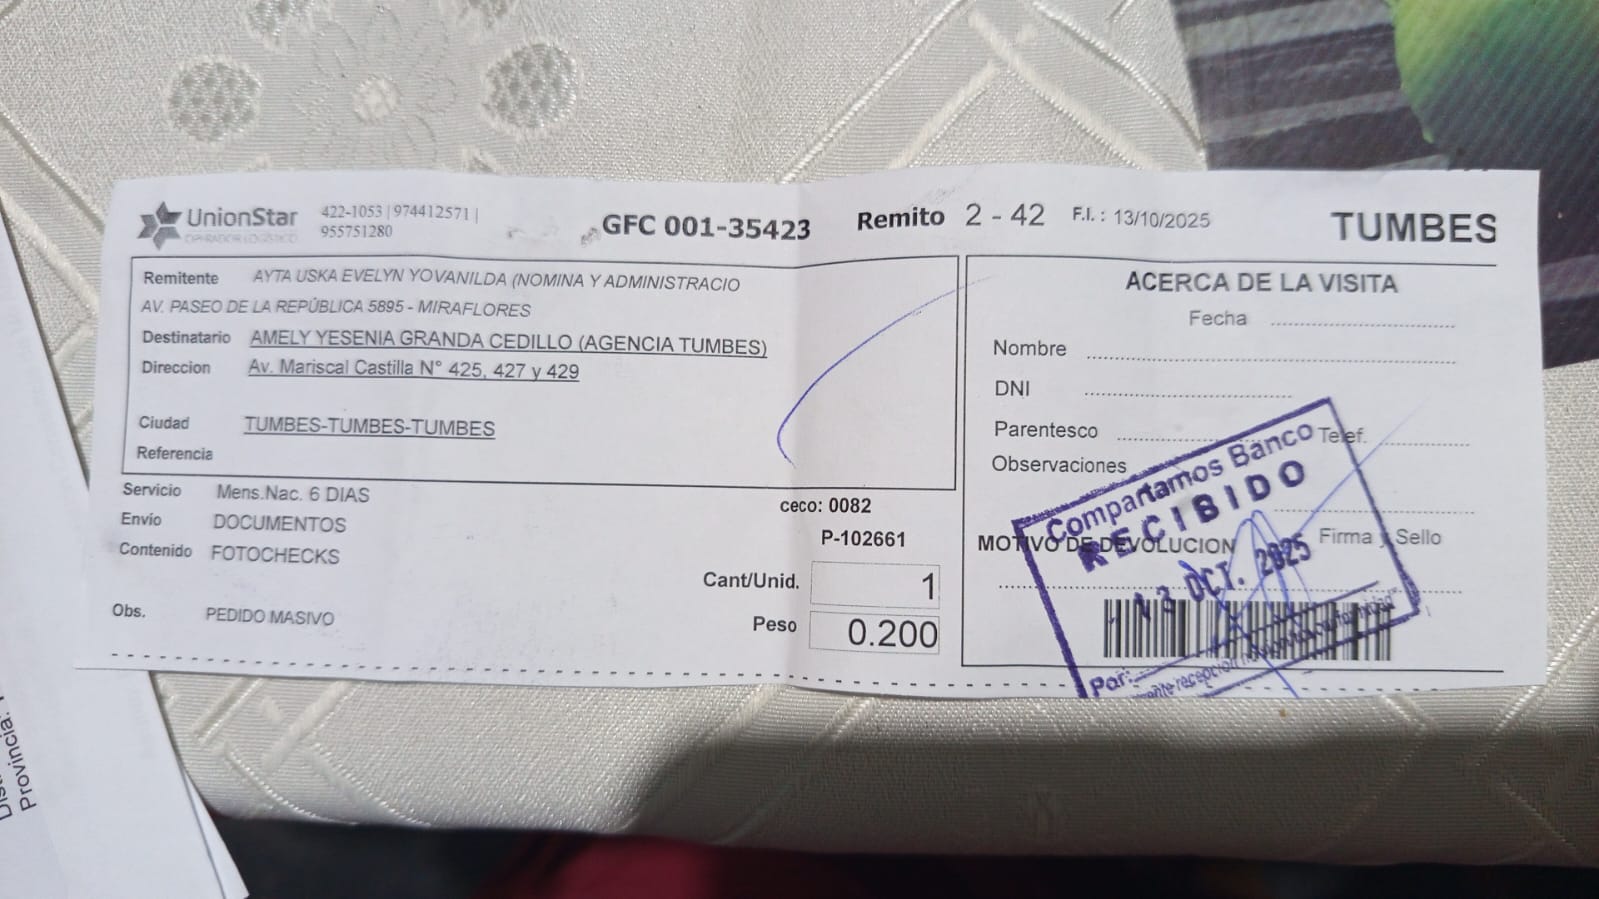 UnionStar
OPERADOR LOGÍSTICO
422-1053 | 974412571 |
955751280
GFC 001-35423
Remito 2 - 42
F.I. : 13/10/2025
TUMBES
Remitente AYTA USKA EVELYN YOVANILDA (NOMINA Y ADMINISTRACIO
AV. PASEO DE LA REPÚBLICA 5895 - MIRAFLORES
Destinatario AMELY YESENIA GRANDA CEDILLO (AGENCIA TUMBES)
Direccion Av. Mariscal Castilla N° 425, 427 y 429
Ciudad TUMBES-TUMBES-TUMBES
Referencia
Servicio Mens.Nac. 6 DIAS
Envío DOCUMENTOS
Contenido FOTOCHECKS
Obs. PEDIDO MASIVO
ceco: 0082
P-102661
Cant/Unid. 1
Peso 0.200
ACERCA DE LA VISITA
Fecha
Nombre
DNI
Parentesco Telef.
Observaciones
MOTIVO DE DEVOLUCION
Firma y Sello
Compartamos Banco
RECIBIDO
OCT. 2025
Por:
recepción
Provincia: